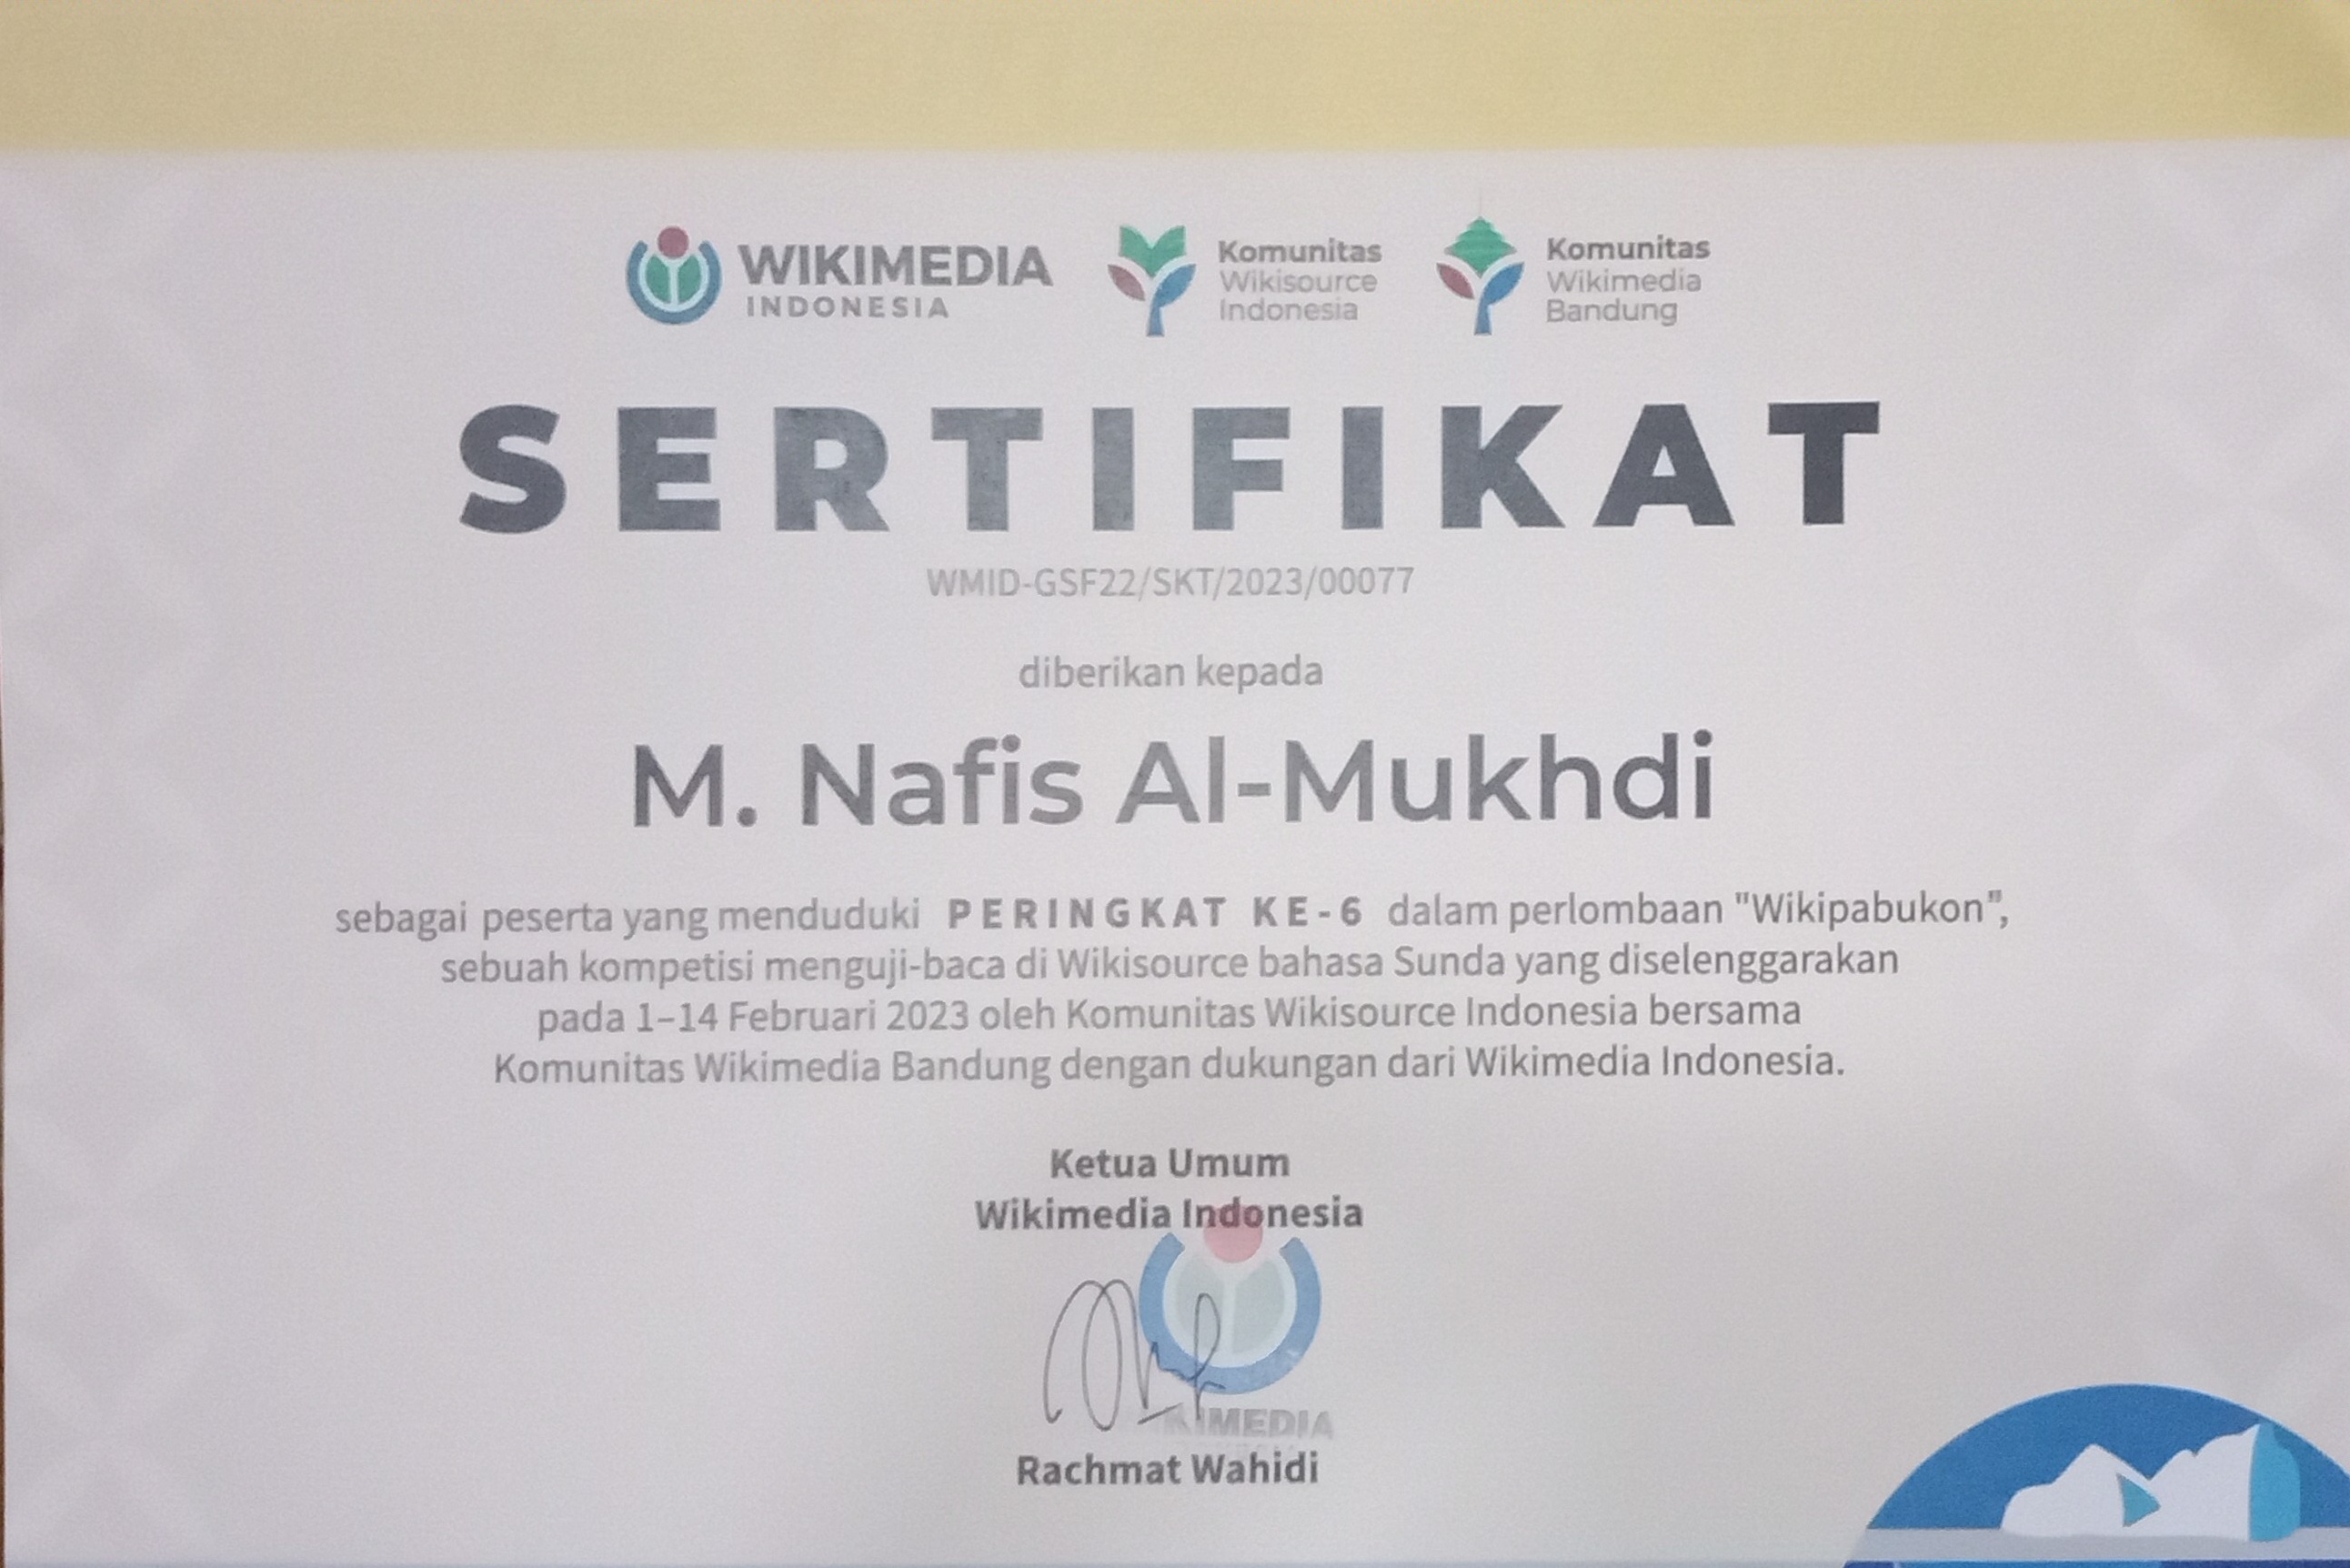 WIKIMEDIA
INDONESIA
Komunitas
Wikisource
Indonesia
Komunitas
Wikimedia
Bandung
SERTIFIKAT
WMID-GSF22/SKT/2023/00077
diberikan kepada
M. Nafis Al-Mukhdi
sebagai peserta yang menduduki PERINGKAT KE-6 dalam perlombaan "Wikipabukon",
sebuah kompetisi menguji-baca di Wikisource bahasa Sunda yang diselenggarakan
pada 1–14 Februari 2023 oleh Komunitas Wikisource Indonesia bersama
Komunitas Wikimedia Bandung dengan dukungan dari Wikimedia Indonesia.
Ketua Umum
Wikimedia Indonesia
Rachmat Wahidi